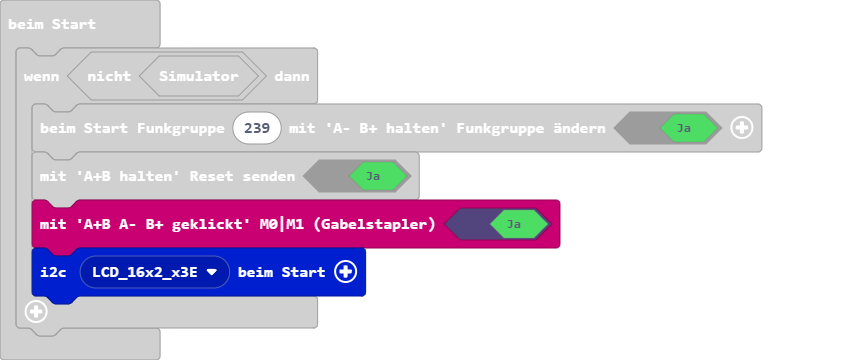 beim Start
wenn nicht Simulator dann
beim Start Funkgruppe 239 mit 'A- B+ halten' Funkgruppe ändern Ja
mit 'A+B halten' Reset senden Ja
mit 'A+B A- B+ geklickt' M0|M1 (Gabelstapler) Ja
i2c LCD_16x2_x3E beim Start